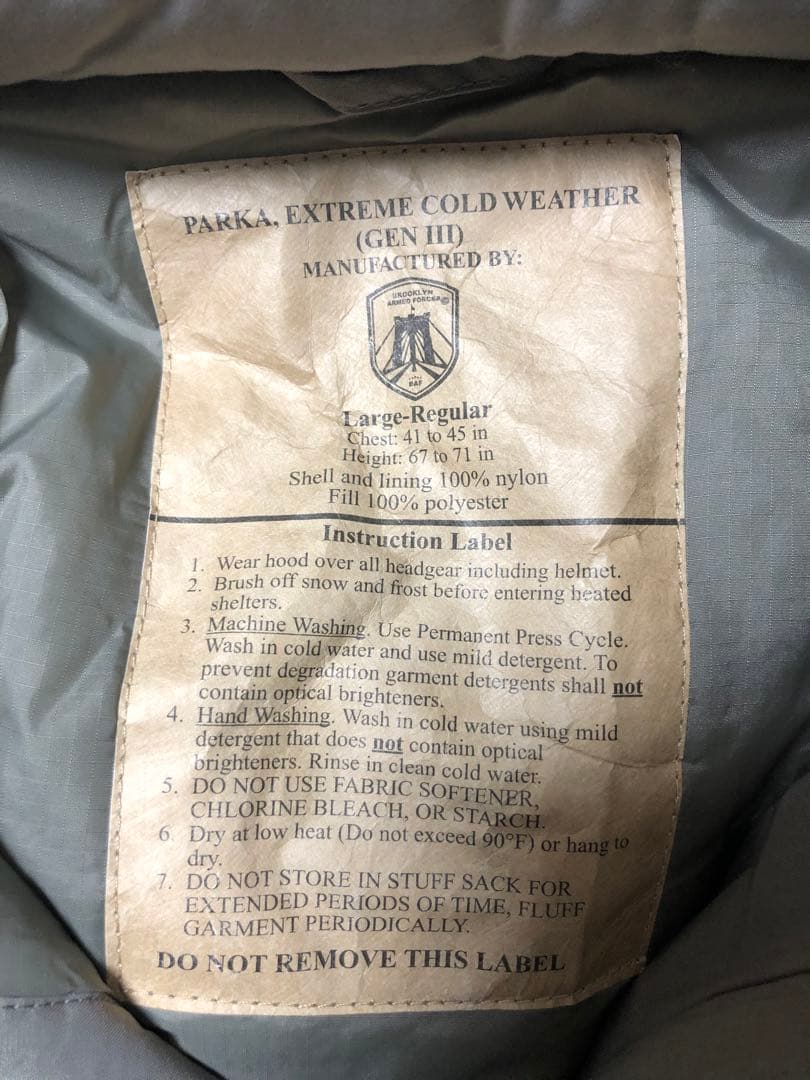 PARKA, EXTREME COLD WEATHER
(GEN III)
MANUFACTURED BY:
BROOKLYN
ARMED FORCES
BAF
Large-Regular
Chest: 41 to 45 in
Height: 67 to 71 in
Shell and lining 100% nylon
Fill 100% polyester
Instruction Label
1. Wear hood over all headgear including helmet.
2. Brush off snow and frost before entering heated
shelters.
3. Machine Washing. Use Permanent Press Cycle.
Wash in cold water and use mild detergent. To
prevent degradation garment detergents shall not
contain optical brighteners.
4. Hand Washing. Wash in cold water using mild
detergent that does not contain optical
brighteners. Rinse in clean cold water.
5. DO NOT USE FABRIC SOFTENER,
CHLORINE BLEACH, OR STARCH.
6. Dry at low heat (Do not exceed 90°F) or hang to
dry.
7. DO NOT STORE IN STUFF SACK FOR
EXTENDED PERIODS OF TIME, FLUFF
GARMENT PERIODICALLY.
DO NOT REMOVE THIS LABEL